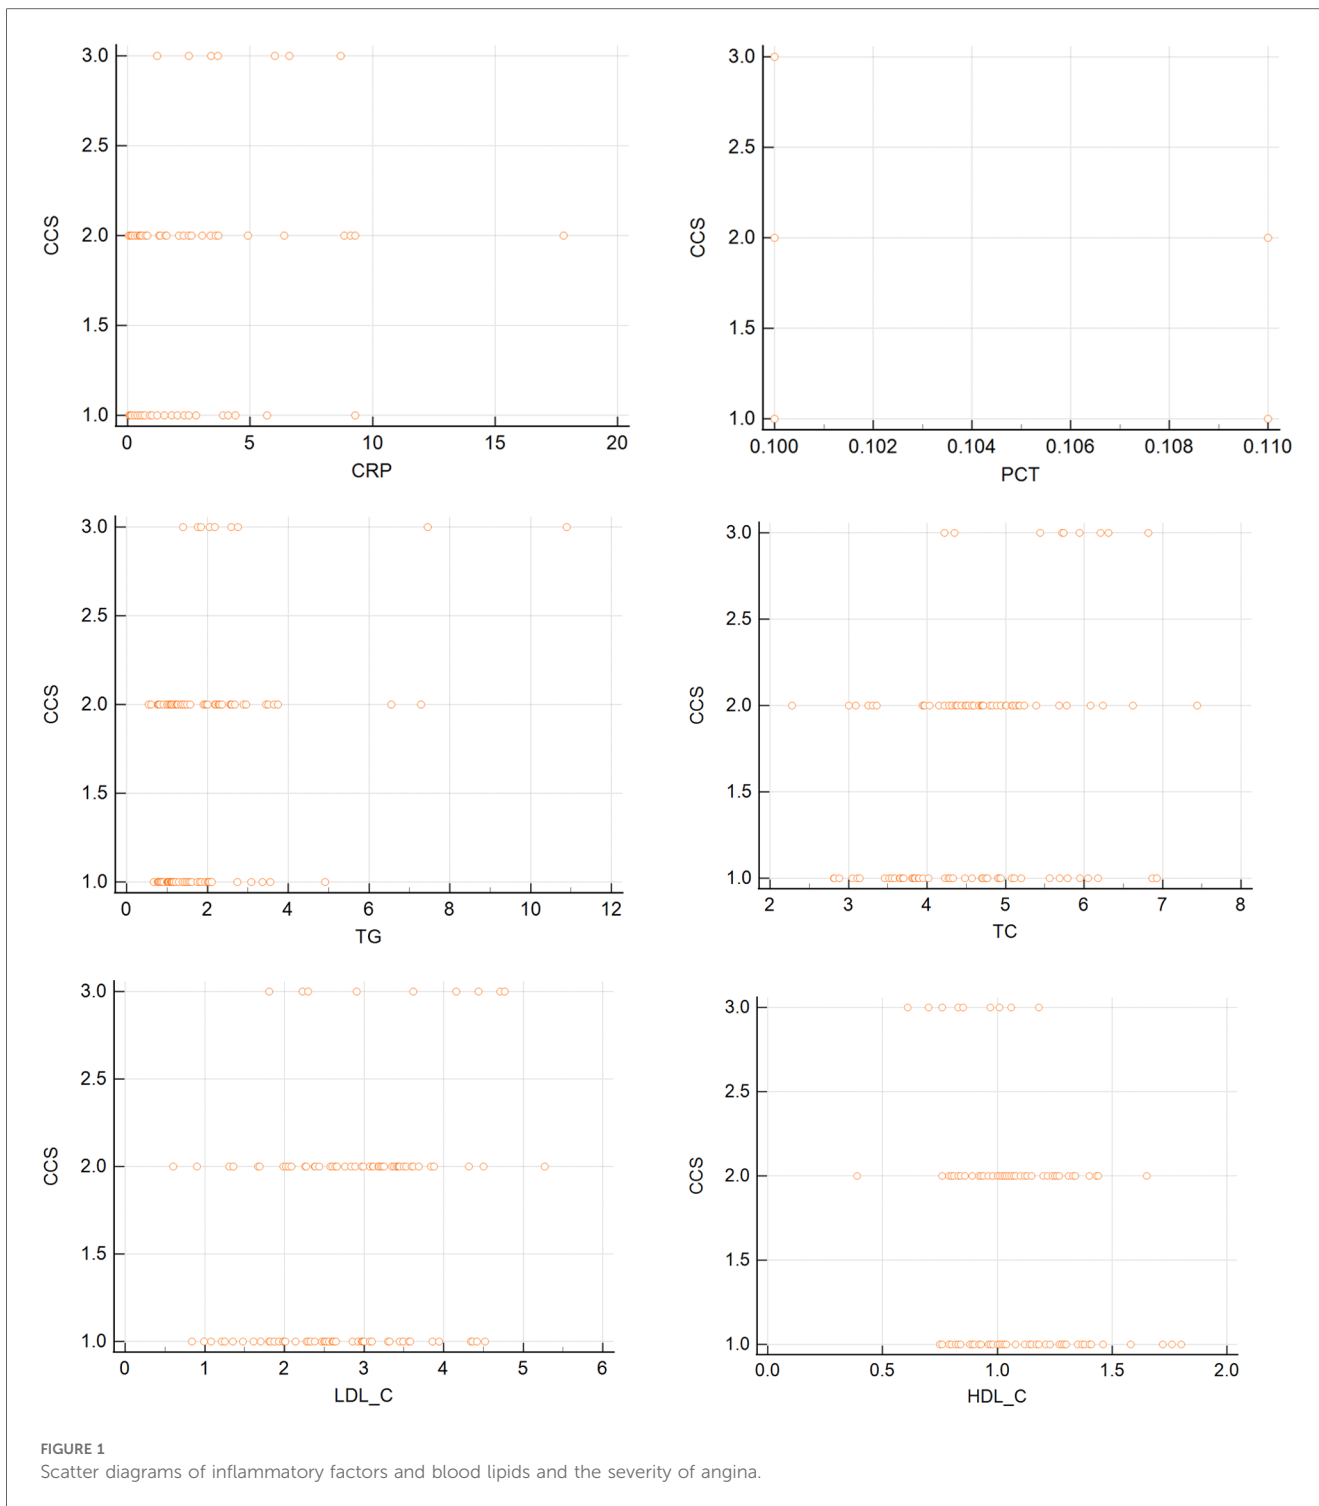 3.0
2.5
2.0
1.5
1.0
CCS
0 5 10 15 20
CRP
3.0
2.5
2.0
1.5
1.0
CCS
0.100 0.102 0.104 0.106 0.108 0.110
PCT
3.0
2.5
2.0
1.5
1.0
CCS
0 2 4 6 8 10 12
TG
3.0
2.5
2.0
1.5
1.0
CCS
2 3 4 5 6 7 8
TC
3.0
2.5
2.0
1.5
1.0
CCS
0 1 2 3 4 5 6
LDL_C
3.0
2.5
2.0
1.5
1.0
CCS
0.0 0.5 1.0 1.5 2.0
HDL_C
FIGURE 1
Scatter diagrams of inflammatory factors and blood lipids and the severity of angina.